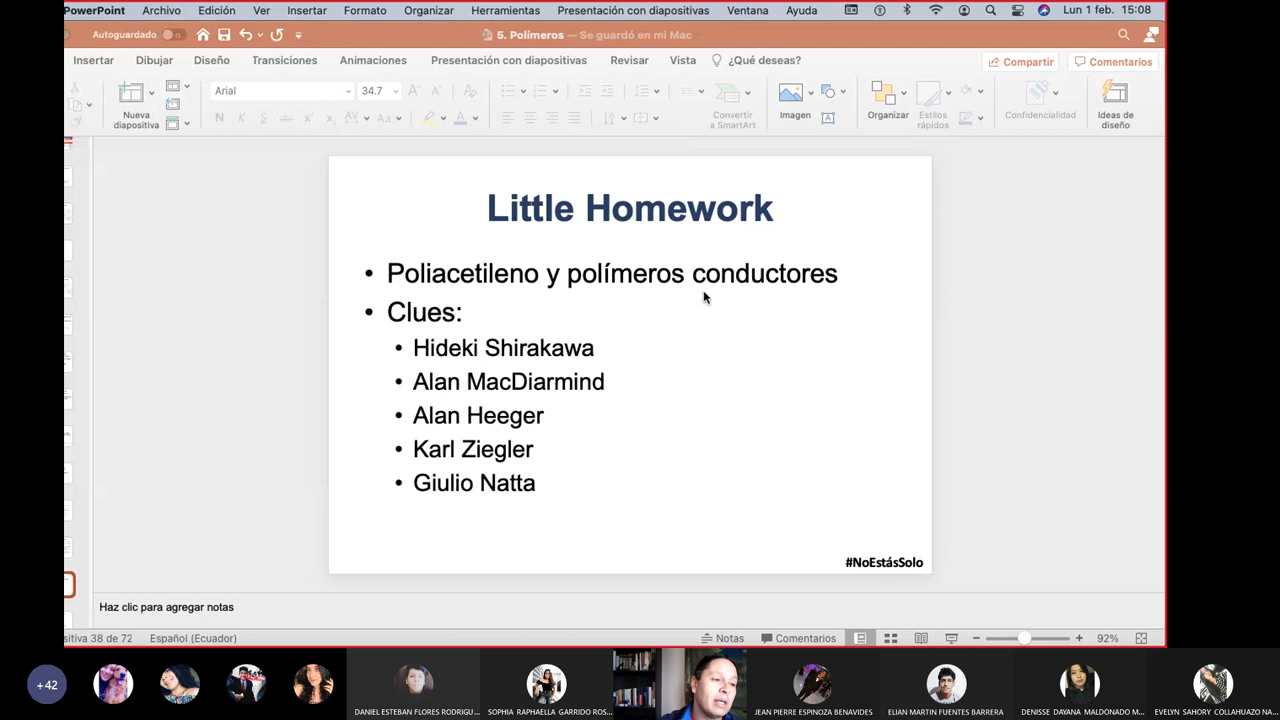 PowerPoint Archivo Edición Ver Insertar Formato Organizar Herramientas Presentación con diapositivas Ventana Ayuda Lun 1 feb. 15:08
Autoguardado 5. Polímeros — Se guardó en mi Mac
Insertar Dibujar Diseño Transiciones Animaciones Presentación con diapositivas Revisar Vista ¿Qué deseas? Compartir Comentarios
Arial 34.7
Nueva diapositiva
Convertir a SmartArt
Imagen
Organizar
Estilos rápidos
Confidencialidad
Ideas de diseño
Little Homework
• Poliacetileno y polímeros conductores
• Clues:
• Hideki Shirakawa
• Alan MacDiarmind
• Alan Heeger
• Karl Ziegler
• Giulio Natta
#NoEstásSolo
Haz clic para agregar notas
sitiva 38 de 72 Español (Ecuador) Notas Comentarios 92%
+42
DANIEL ESTEBAN FLORES RODRIGU... SOPHIA RAPHAELLA GARRIDO ROS... JEAN PIERRE ESPINOZA BENAVIDES ELIAN MARTIN FUENTES BARRERA DENISSE DAYANA MALDONADO M... EVELYN SAHORY COLLAHUAZO NA...